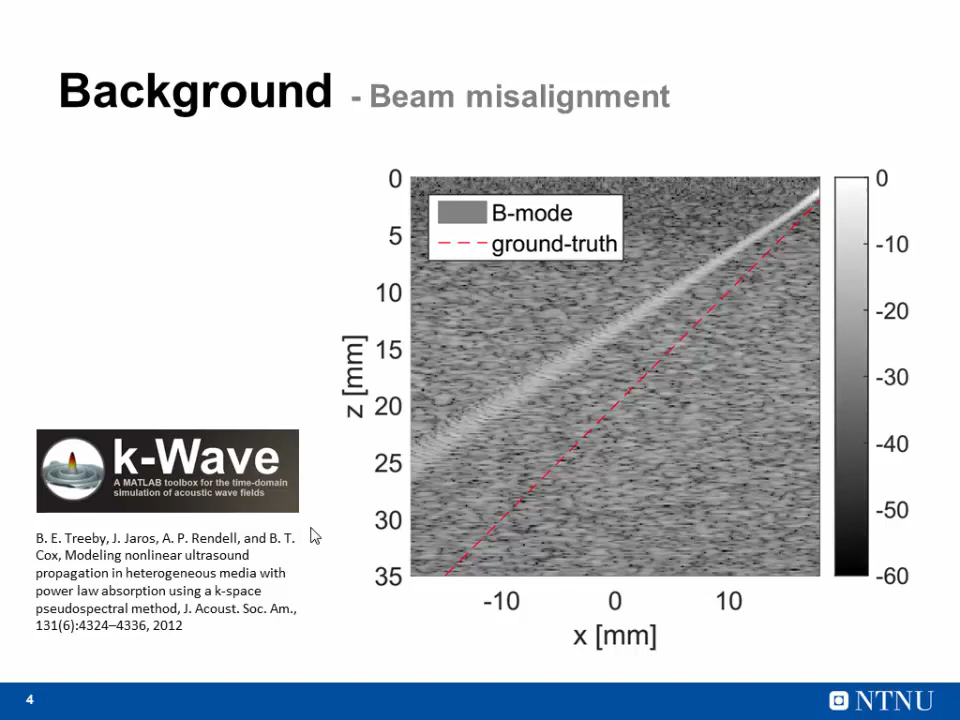 Background - Beam misalignment
B-mode
ground-truth
0
5
10
15
20
25
30
35
z [mm]
-10 0 10
x [mm]
0
-10
-20
-30
-40
-50
-60
k-Wave
A MATLAB toolbox for the time-domain
simulation of acoustic wave fields
B. E. Treeby, J. Jaros, A. P. Rendell, and B. T.
Cox, Modeling nonlinear ultrasound
propagation in heterogeneous media with
power law absorption using a k-space
pseudospectral method, J. Acoust. Soc. Am.,
131(6):4324–4336, 2012
4
NTNU